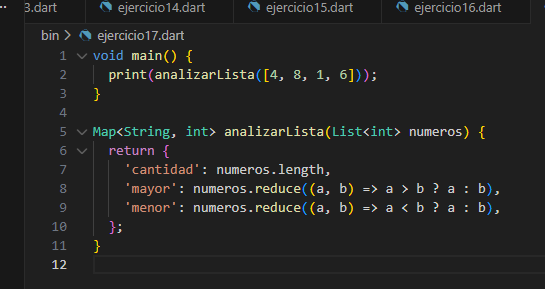 3.dart ejercicio14.dart ejercicio15.dart ejercicio16.dart
bin > ejercicio17.dart
1 void main() {
2   print(analizarLista([4, 8, 1, 6]));
3 }
4
5 Map<String, int> analizarLista(List<int> numeros) {
6   return {
7     'cantidad': numeros.length,
8     'mayor': numeros.reduce((a, b) => a > b ? a : b),
9     'menor': numeros.reduce((a, b) => a < b ? a : b),
10   };
11 }
12